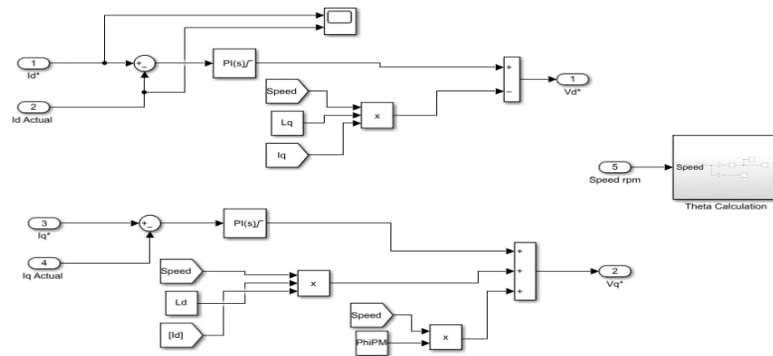 1
Id*
2
Id Actual
+
−
PI(s)
Speed
Lq
Iq
x
+
−
1
Vd*
5
Speed rpm
Speed
Theta Calculation
3
Iq*
4
Iq Actual
+
−
PI(s)
Speed
Ld
[Id]
x
Speed
PhiPM
x
+
+
+
2
Vq*